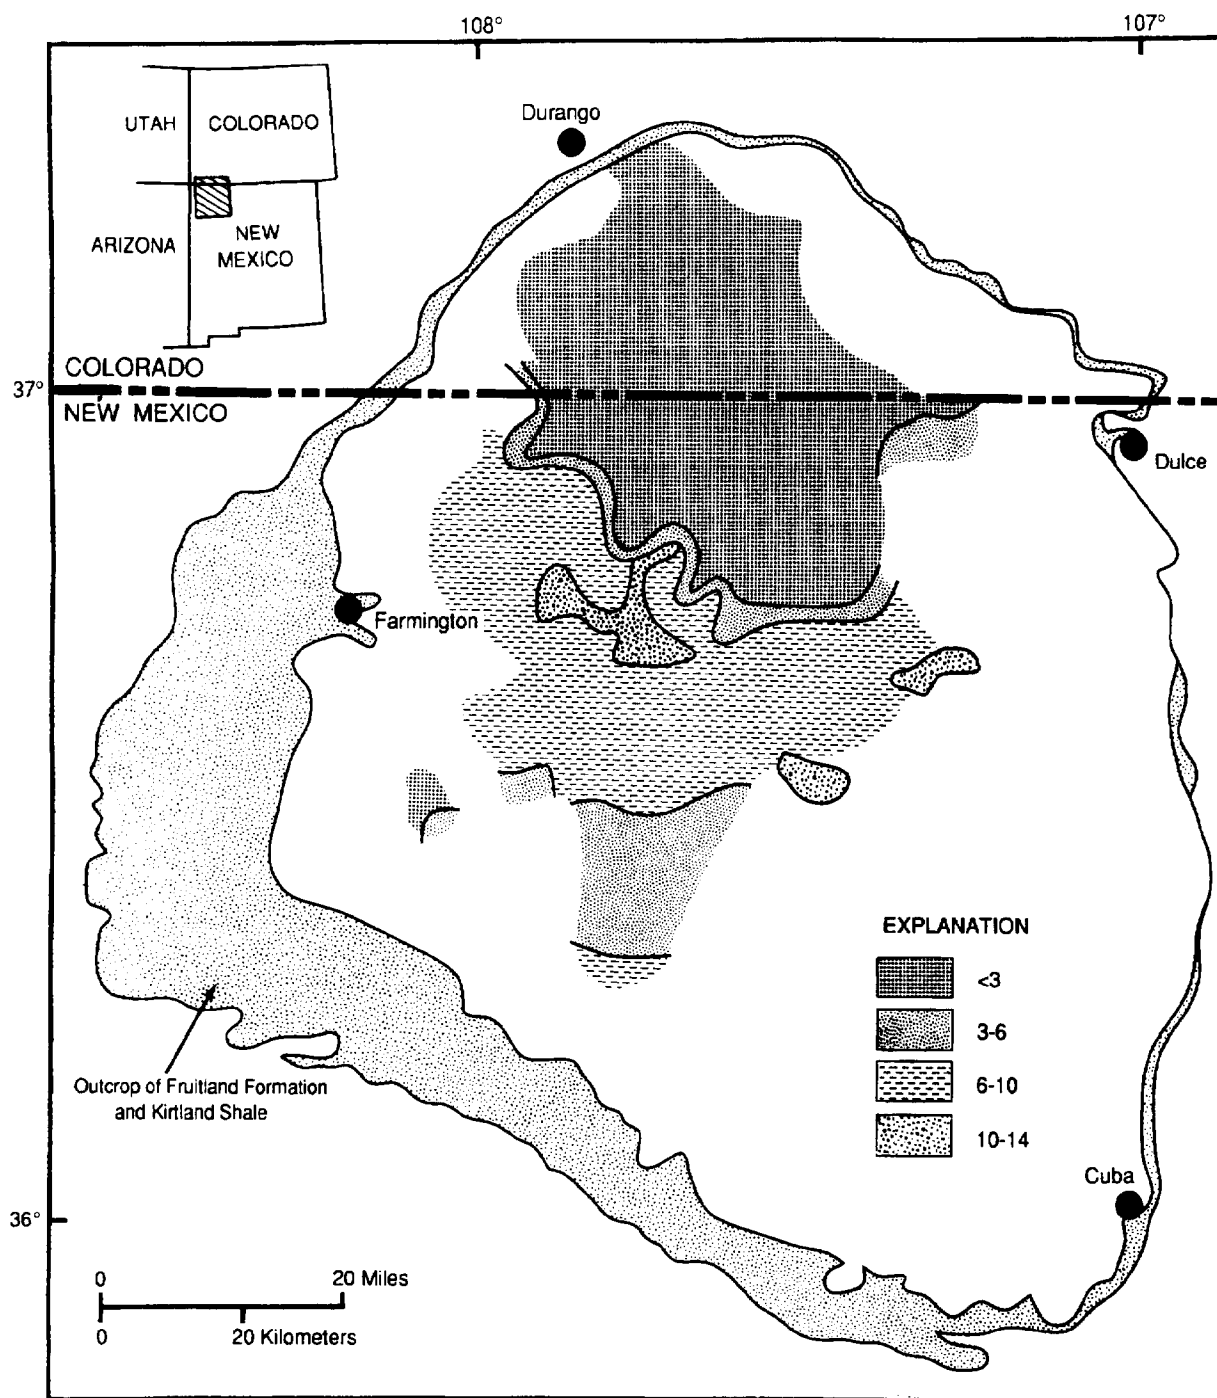 108°
107°
Durango
UTAH
COLORADO
ARIZONA
NEW
MEXICO
COLORADO
37°
NEW MEXICO
Dulce
Farmington
EXPLANATION
<3
3-6
6-10
10-14
Outcrop of Fruitland Formation
and Kirtland Shale
Cuba
36°
0
20 Miles
0
20 Kilometers